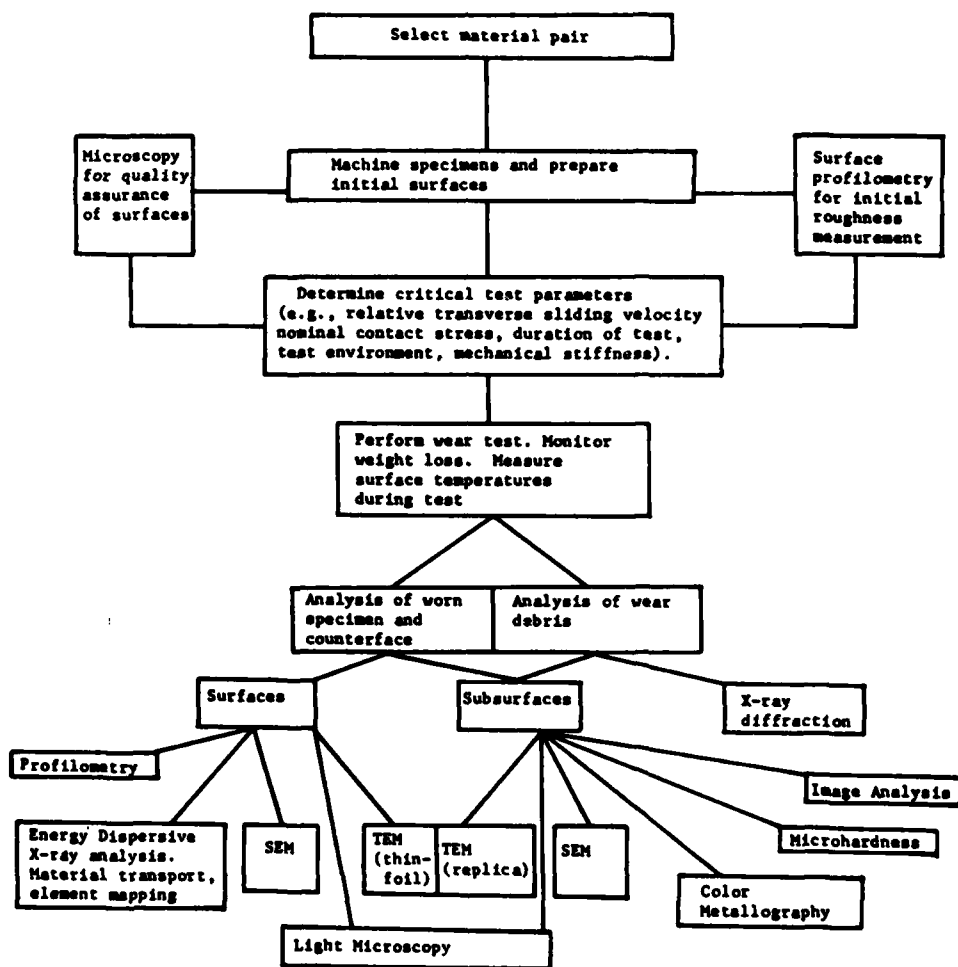 Select material pair
Microscopy
for quality
assurance
of surfaces
Machine specimens and prepare
initial surfaces
Surface
profilometry
for initial
roughness
measurement
Determine critical test parameters
(e.g., relative transverse sliding velocity
nominal contact stress, duration of test,
test environment, mechanical stiffness).
Perform wear test. Monitor
weight loss. Measure
surface temperatures
during test
Analysis of worn
specimen and
counterface
Analysis of wear
debris
Surfaces
Subsurfaces
X-ray
diffraction
Profilometry
Image Analysis
Energy Dispersive
X-ray analysis.
Material transport,
element mapping
SEM
TEM
(thin-
foil)
TEM
(replica)
SEM
Microhardness
Color
Metallography
Light Microscopy